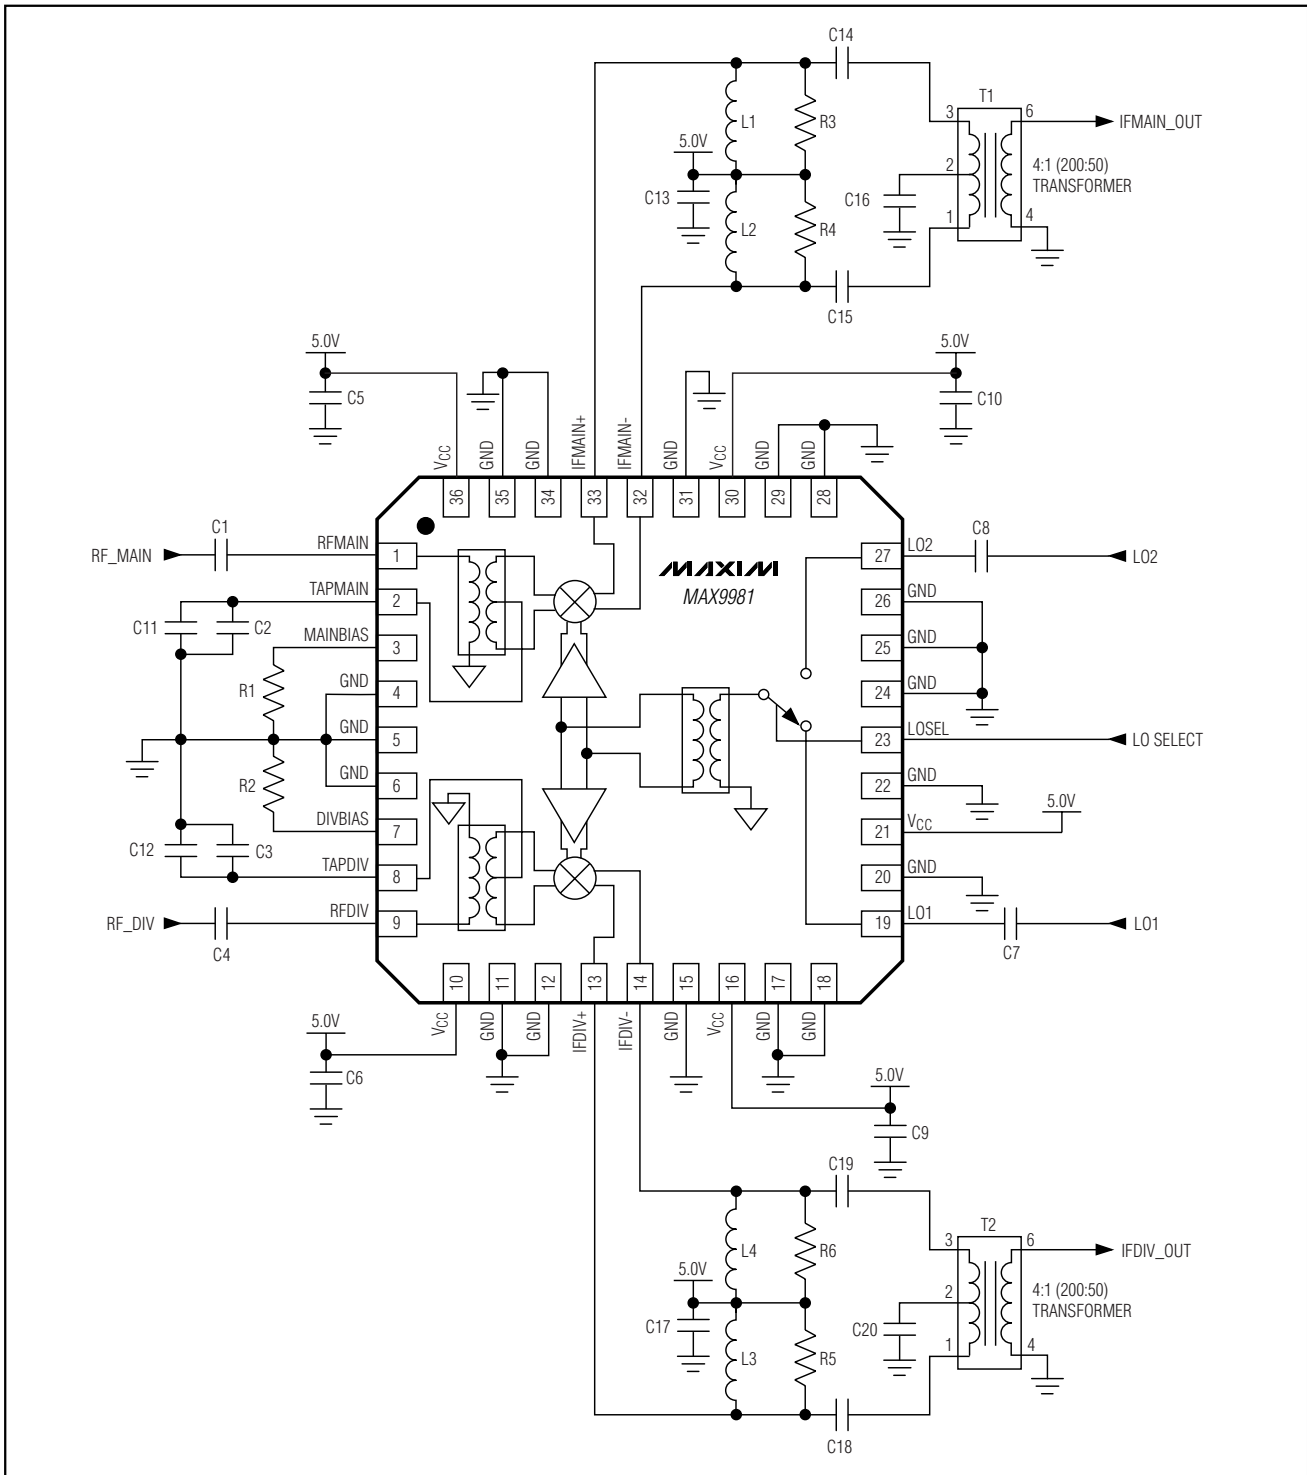 C14
T1
L1
R3
3
6
IFMAIN_OUT
5.0V
2
4:1 (200:50)
TRANSFORMER
C13
C16
L2
R4
1
4
C15
5.0V
5.0V
C5
C10
VCC
GND
GND
IFMAIN+
IFMAIN-
GND
VCC
GND
GND
36
35
34
33
32
31
30
29
28
C1
C8
RF_MAIN
RFMAIN
1
MAXIM
MAX9981
27
LO2
LO2
TAPMAIN
2
26
GND
C11
C2
MAINBIAS
3
25
GND
R1
GND
4
24
GND
GND
5
23
LOSEL
LO SELECT
R2
GND
6
22
GND
5.0V
DIVBIAS
7
21
VCC
C12
C3
TAPDIV
8
20
GND
RF_DIV
RFDIV
9
19
LO1
LO1
C4
C7
10
11
12
13
14
15
16
17
18
VCC
GND
GND
IFDIV+
IFDIV-
GND
VCC
GND
GND
5.0V
C6
5.0V
C9
C19
T2
L4
R6
3
6
IFDIV_OUT
5.0V
2
4:1 (200:50)
TRANSFORMER
C17
C20
L3
R5
1
4
C18